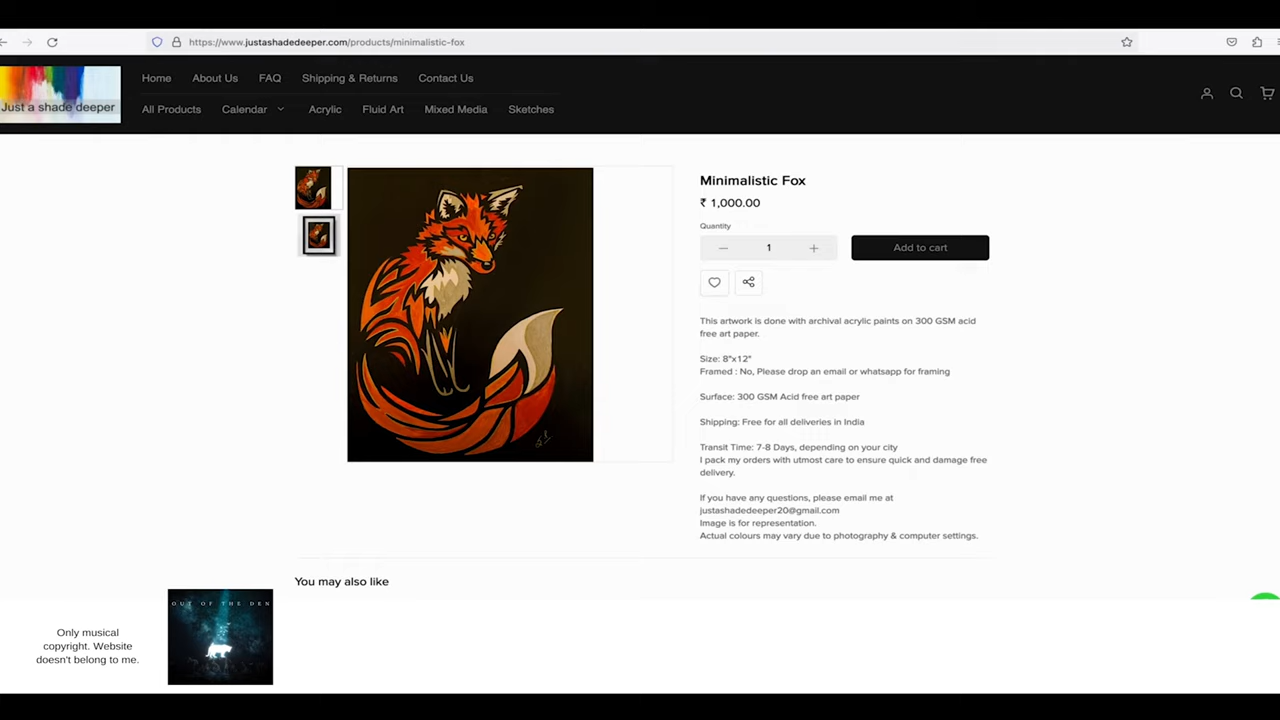 https://www.justashadedeeper.com/products/minimalistic-fox
Just a shade deeper
Home About Us FAQ Shipping & Returns Contact Us
All Products Calendar Acrylic Fluid Art Mixed Media Sketches
Minimalistic Fox
₹ 1,000.00
Quantity
1
Add to cart
This artwork is done with archival acrylic paints on 300 GSM acid
free art paper.
Size: 8"x12"
Framed : No, Please drop an email or whatsapp for framing
Surface: 300 GSM Acid free art paper
Shipping: Free for all deliveries in India
Transit Time: 7-8 Days, depending on your city
I pack my orders with utmost care to ensure quick and damage free
delivery.
If you have any questions, please email me at
justashadedeeper20@gmail.com
Image is for representation.
Actual colours may vary due to photography & computer settings.
You may also like
OUT OF THE DEN
Only musical
copyright. Website
doesn't belong to me.